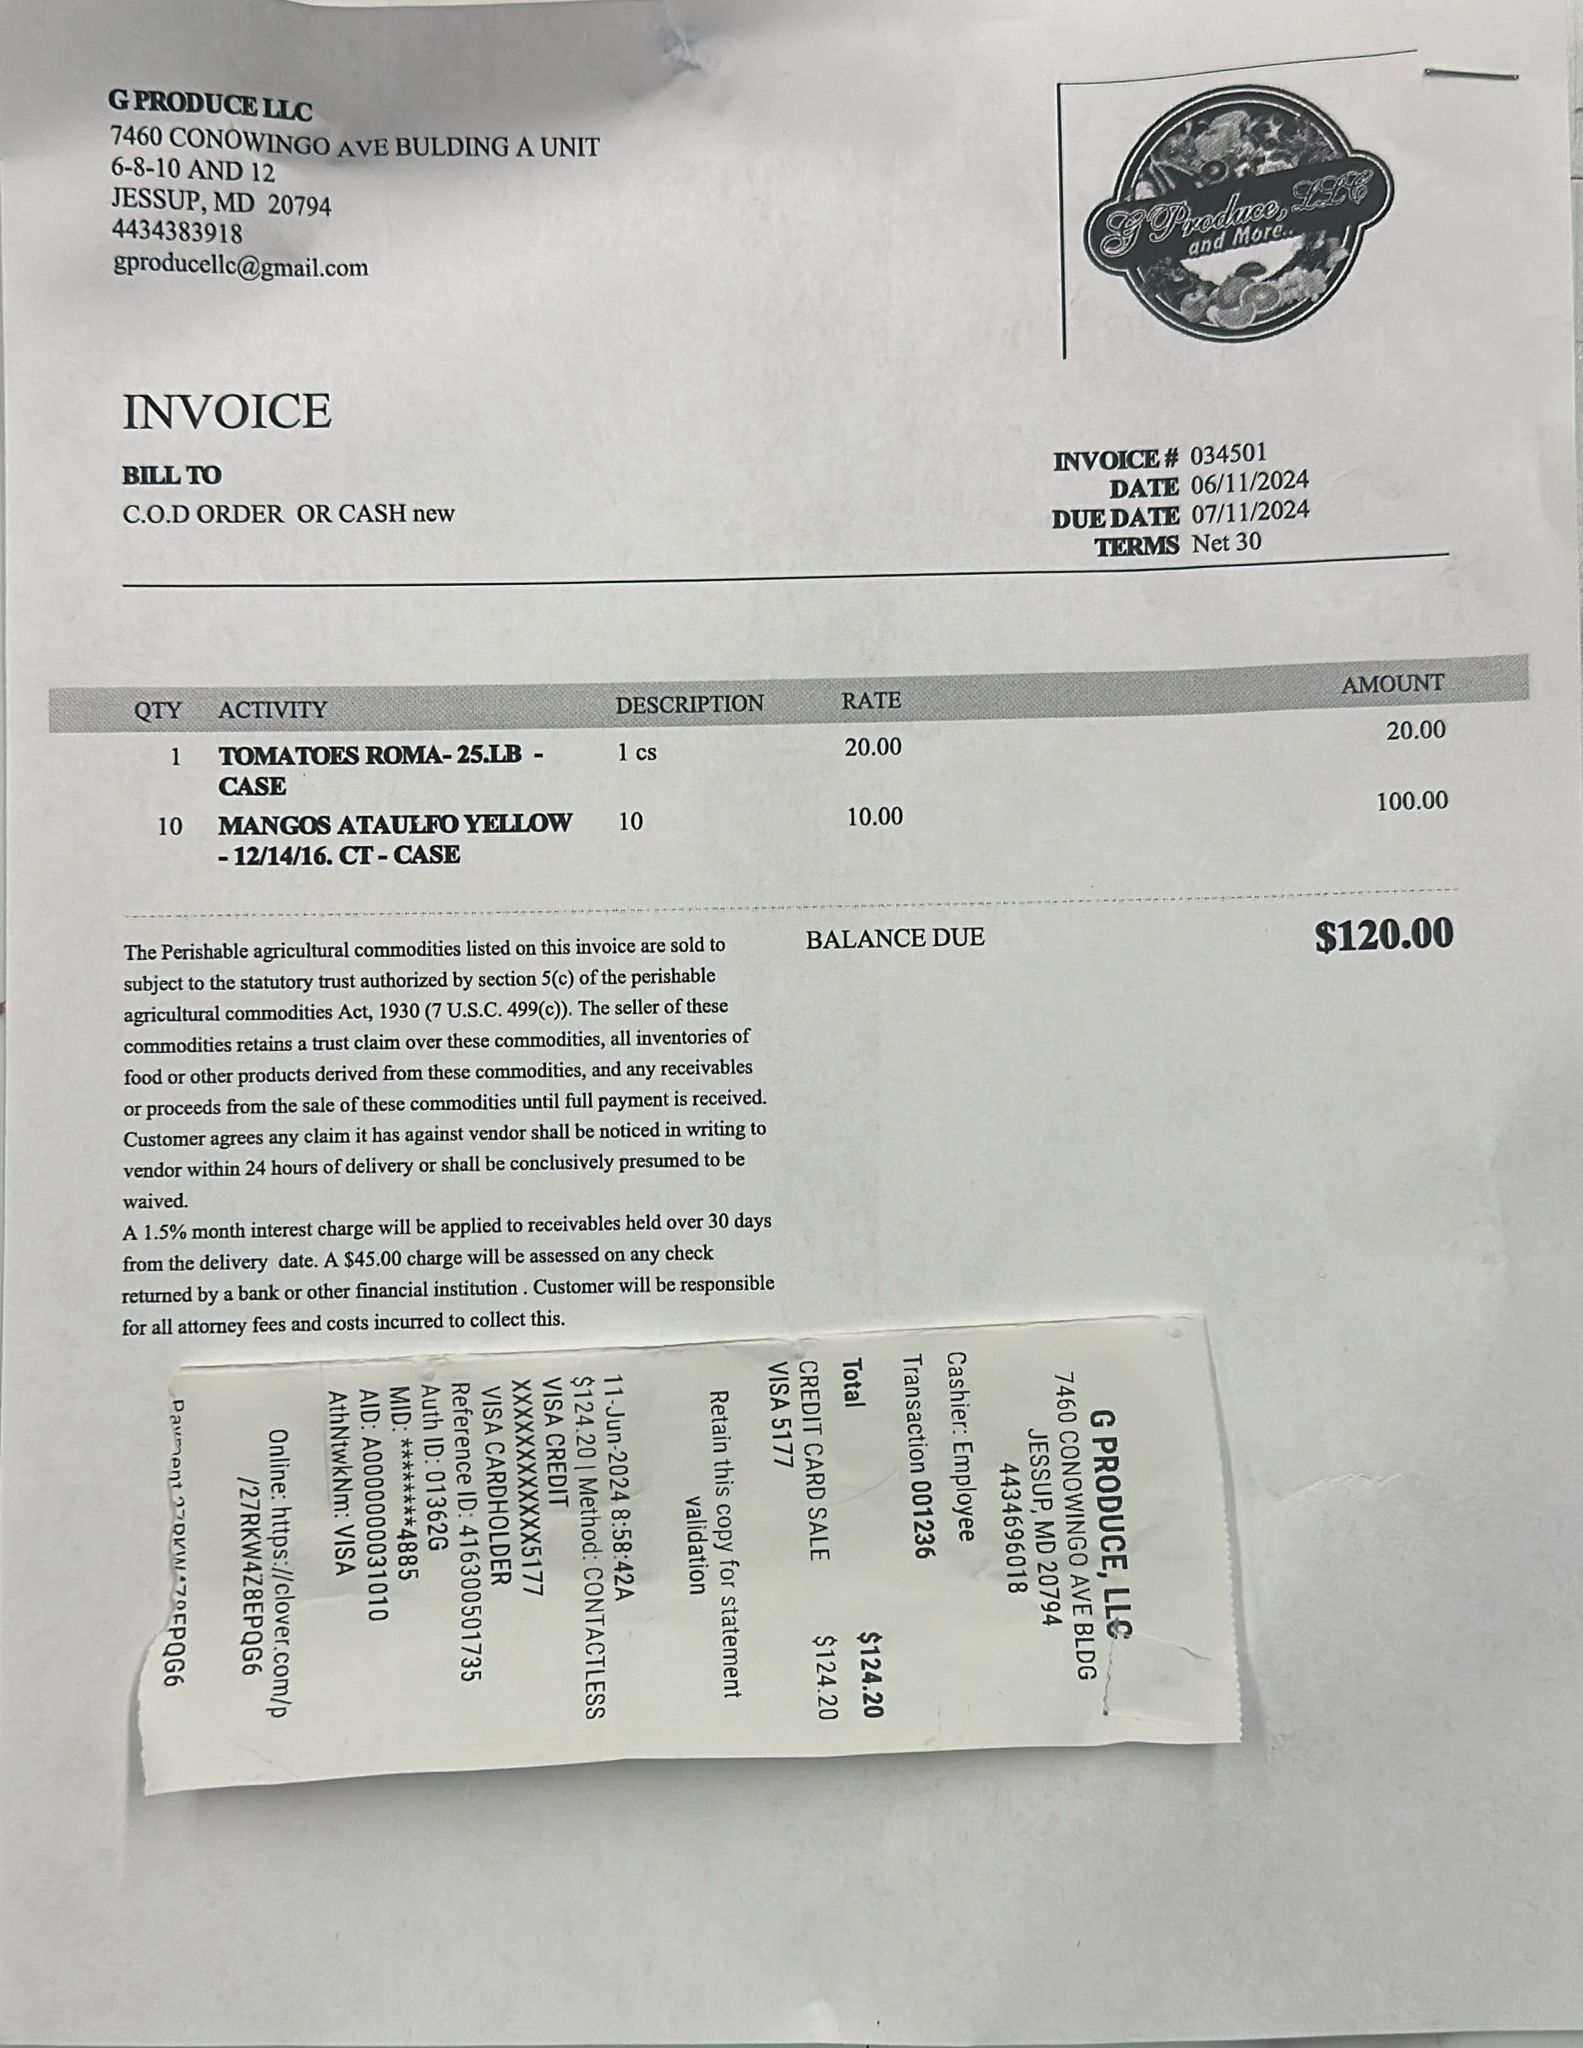 G PRODUCE LLC
7460 CONOWINGO AVE BULDING A UNIT
6-8-10 AND 12
JESSUP, MD 20794
4434383918
gproducellc@gmail.com
G Produce, LLC
and More..
INVOICE
BILL TO
C.O.D ORDER OR CASH new
INVOICE # 034501
DATE 06/11/2024
DUE DATE 07/11/2024
TERMS Net 30
QTY ACTIVITY DESCRIPTION RATE AMOUNT
1 TOMATOES ROMA- 25.LB - 1 cs 20.00 20.00
CASE
10 MANGOS ATAULFO YELLOW 10 10.00 100.00
- 12/14/16. CT - CASE
The Perishable agricultural commodities listed on this invoice are sold to
subject to the statutory trust authorized by section 5(c) of the perishable
agricultural commodities Act, 1930 (7 U.S.C. 499(c)). The seller of these
commodities retains a trust claim over these commodities, all inventories of
food or other products derived from these commodities, and any receivables
or proceeds from the sale of these commodities until full payment is received.
Customer agrees any claim it has against vendor shall be noticed in writing to
vendor within 24 hours of delivery or shall be conclusively presumed to be
waived.
A 1.5% month interest charge will be applied to receivables held over 30 days
from the delivery date. A $45.00 charge will be assessed on any check
returned by a bank or other financial institution . Customer will be responsible
for all attorney fees and costs incurred to collect this.
BALANCE DUE $120.00
G PRODUCE, LLC
7460 CONOWINGO AVE BLDG
JESSUP, MD 20794
4434696018
Cashier: Employee
Transaction 001236
Total $124.20
CREDIT CARD SALE $124.20
VISA 5177
Retain this copy for statement
validation
11-Jun-2024 8:58:42A
$124.20 | Method: CONTACTLESS
VISA CREDIT
XXXXXXXXXXXX5177
VISA CARDHOLDER
Reference ID: 416300501735
Auth ID: 01362G
MID: ********4885
AID: A0000000031010
AthNtwkNm: VISA
Online: https://clover.com/p
/27RKW4Z8EPQG6
Payment 27RKW4Z8EPQG6